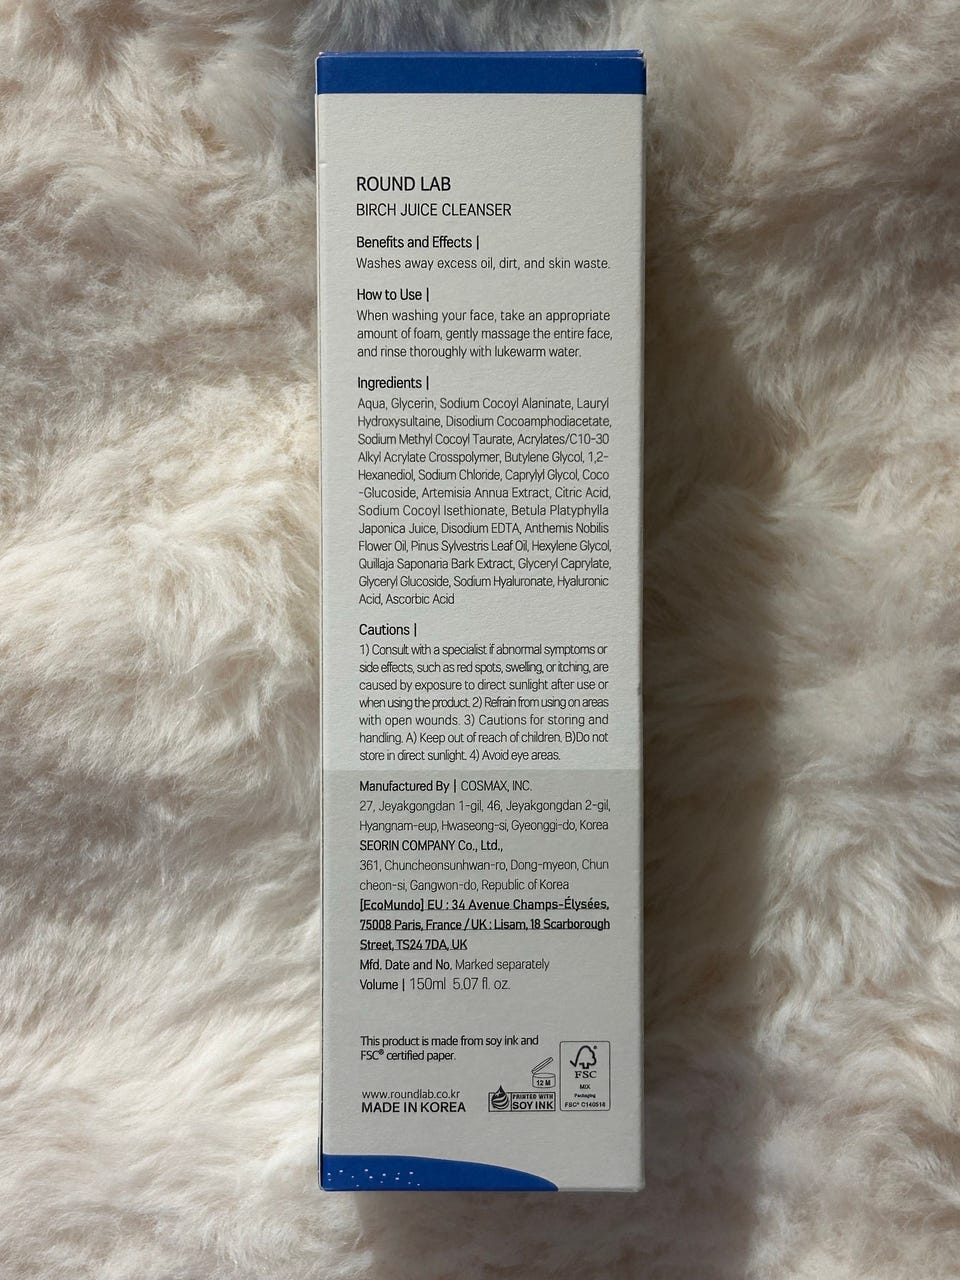 ROUND LAB
BIRCH JUICE CLEANSER
Benefits and Effects |
Washes away excess oil, dirt, and skin waste.
How to Use |
When washing your face, take an appropriate
amount of foam, gently massage the entire face,
and rinse thoroughly with lukewarm water.
Ingredients |
Aqua, Glycerin, Sodium Cocoyl Alaninate, Lauryl
Hydroxysultaine, Disodium Cocoamphodiacetate,
Sodium Methyl Cocoyl Taurate, Acrylates/C10-30
Alkyl Acrylate Crosspolymer, Butylene Glycol, 1,2-
Hexanediol, Sodium Chloride, Caprylyl Glycol, Coco
-Glucoside, Artemisia Annua Extract, Citric Acid,
Sodium Cocoyl Isethionate, Betula Platyphylla
Japonica Juice, Disodium EDTA, Anthemis Nobilis
Flower Oil, Pinus Sylvestris Leaf Oil, Hexylene Glycol,
Quillaja Saponaria Bark Extract, Glyceryl Caprylate,
Glyceryl Glucoside, Sodium Hyaluronate, Hyaluronic
Acid, Ascorbic Acid
Cautions |
1) Consult with a specialist if abnormal symptoms or
side effects, such as red spots, swelling, or itching, are
caused by exposure to direct sunlight after use or
when using the product. 2) Refrain from using on areas
with open wounds. 3) Cautions for storing and
handling. A) Keep out of reach of children. B)Do not
store in direct sunlight. 4) Avoid eye areas.
Manufactured By | COSMAX, INC.
27, Jeyakgongdan 1-gil, 46, Jeyakgongdan 2-gil,
Hyangnam-eup, Hwaseong-si, Gyeonggi-do, Korea
SEORIN COMPANY Co., Ltd.,
361, Chuncheonsunhwan-ro, Dong-myeon, Chun
cheon-si, Gangwon-do, Republic of Korea
[EcoMundo] EU : 34 Avenue Champs-Élysées,
75008 Paris, France / UK : Lisam, 18 Scarborough
Street, TS24 7DA, UK
Mfd. Date and No. Marked separately
Volume | 150ml 5.07 fl. oz.
This product is made from soy ink and
FSC® certified paper.
www.roundlab.co.kr
MADE IN KOREA
12 M
PRINTED WITH
SOY INK
FSC
MIX
Packaging
FSC® C140518